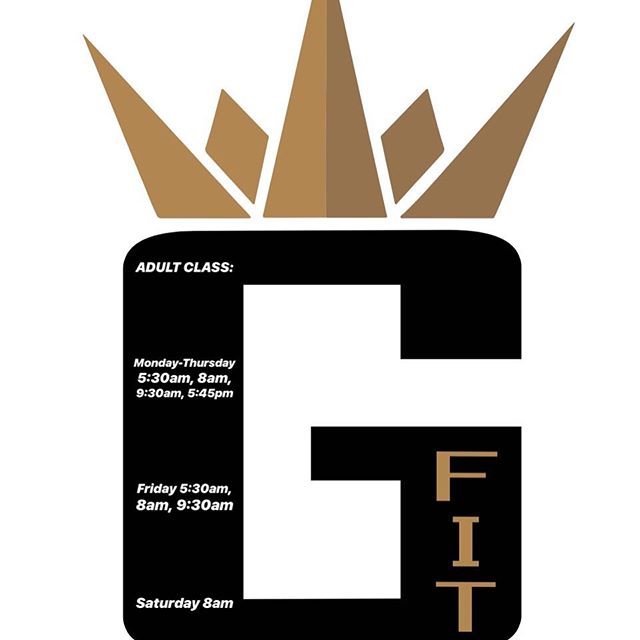 ADULT CLASS:
Monday-Thursday
5:30am, 8am,
9:30am, 5:45pm
Friday 5:30am,
8am, 9:30am
Saturday 8am
G
FIT